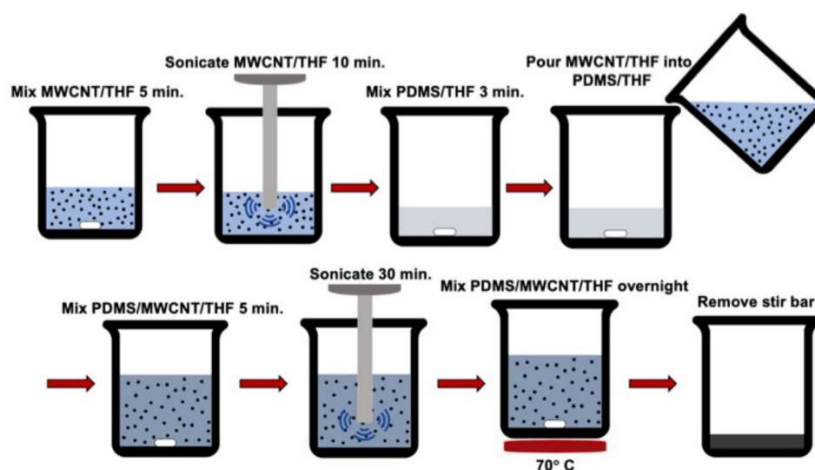 Mix MWCNT/THF 5 min.
Sonicate MWCNT/THF 10 min.
Mix PDMS/THF 3 min.
Pour MWCNT/THF into
PDMS/THF
Mix PDMS/MWCNT/THF 5 min.
Sonicate 30 min.
Mix PDMS/MWCNT/THF overnight
70° C
Remove stir bar